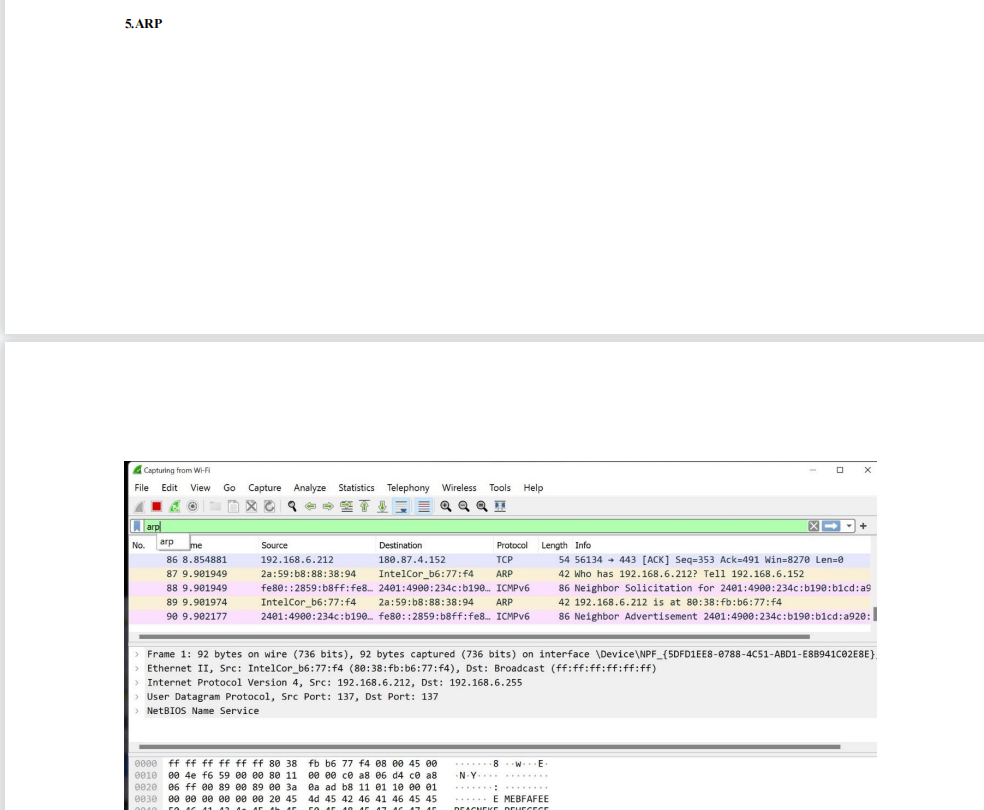 5.ARP
Capturing from Wi-Fi
File Edit View Go Capture Analyze Statistics Telephony Wireless Tools Help
arp
arp
No. me Source Destination Protocol Length Info
86 8.854881 192.168.6.212 180.87.4.152 TCP 54 56134 → 443 [ACK] Seq=353 Ack=491 Win=8270 Len=0
87 9.901949 2a:59:b8:88:38:94 IntelCor_b6:77:f4 ARP 42 Who has 192.168.6.212? Tell 192.168.6.152
88 9.901949 fe80::2859:b8ff:fe8… 2401:4900:234c:b190… ICMPv6 86 Neighbor Solicitation for 2401:4900:234c:b190:b1cd:a9
89 9.901974 IntelCor_b6:77:f4 2a:59:b8:88:38:94 ARP 42 192.168.6.212 is at 80:38:fb:b6:77:f4
90 9.902177 2401:4900:234c:b190… fe80::2859:b8ff:fe8… ICMPv6 86 Neighbor Advertisement 2401:4900:234c:b190:b1cd:a920:
Frame 1: 92 bytes on wire (736 bits), 92 bytes captured (736 bits) on interface \Device\NPF_{5DFD1EE8-0788-4C51-ABD1-E8B941C02E8E}
Ethernet II, Src: IntelCor_b6:77:f4 (80:38:fb:b6:77:f4), Dst: Broadcast (ff:ff:ff:ff:ff:ff)
Internet Protocol Version 4, Src: 192.168.6.212, Dst: 192.168.6.255
User Datagram Protocol, Src Port: 137, Dst Port: 137
NetBIOS Name Service
0000 ff ff ff ff ff ff 80 38 fb b6 77 f4 08 00 45 00 ·······8 ··w···E·
0010 00 4e f6 59 00 00 80 11 00 00 c0 a8 06 d4 c0 a8 ·N·Y···· ········
0020 06 ff 00 89 00 89 00 3a 0a ad b8 11 01 10 00 01 ·······: ········
0030 00 00 00 00 00 00 20 45 4d 45 42 46 41 46 45 45 ······ E MEBFAFEE